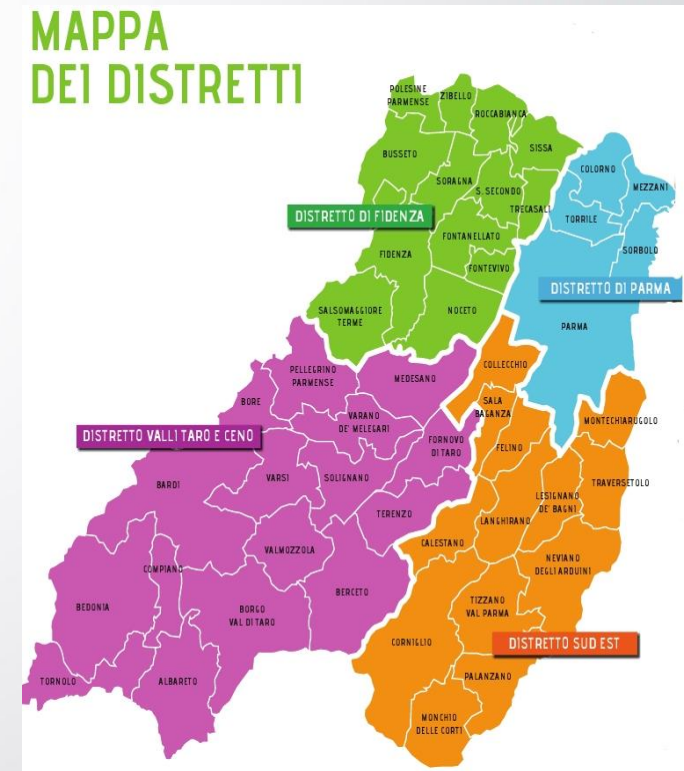 MAPPA
DEI DISTRETTI
POLESINE
PARMENSE
ZIBELLO
ROCCABIANCA
BUSSETO
SISSA
SORAGNA
S.SECONDO
TRECASALI
DISTRETTO DI FIDENZA
FONTANELLATO
FIDENZA
FONTEVIVO
SALSOMAGGIORE
TERME
NOCETO
COLORNO
MEZZANI
TORRILE
SORBOLO
DISTRETTO DI PARMA
PARMA
PELLEGRINO
PARMENSE
MEDESANO
BORE
VARANO
DE' MELEGARI
DISTRETTO VALLI TARO E CENO
FORNOVO
DI TARO
BARDI
VARSI
SOLIGNANO
TERENZO
VALMOZZOLA
COMPIANO
BERCETO
BEDONIA
BORGO
VAL DI TARO
TORNOLO
ALBARETO
COLLECCHIO
SALA
BAGANZA
MONTECHIARUGOLO
FELINO
TRAVERSETOLO
LESIGNANO
DE' BAGNI
LANGHIRANO
CALESTANO
NEVIANO
DEGLI ARDUINI
TIZZANO
VAL PARMA
CORNIGLIO
DISTRETTO SUD EST
PALANZANO
MONCHIO
DELLE CORTI